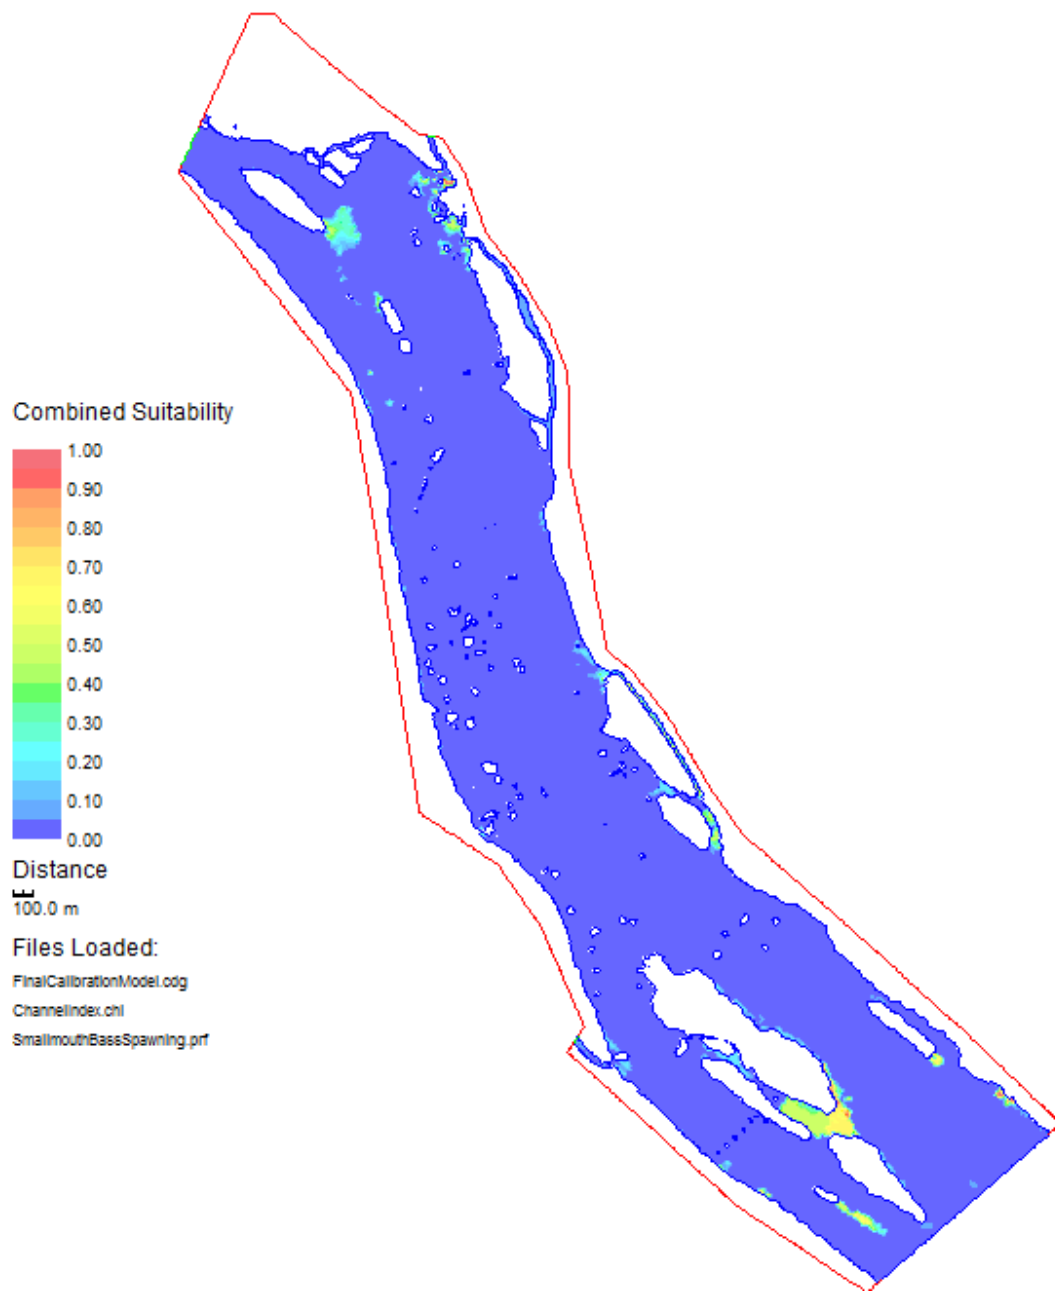 Combined Suitability
1.00
0.90
0.80
0.70
0.60
0.50
0.40
0.30
0.20
0.10
0.00
Distance
100.0 m
Files Loaded:
FinalCalibrationModel.cdg
ChannelIndex.chi
SmallmouthBassSpawning.prf